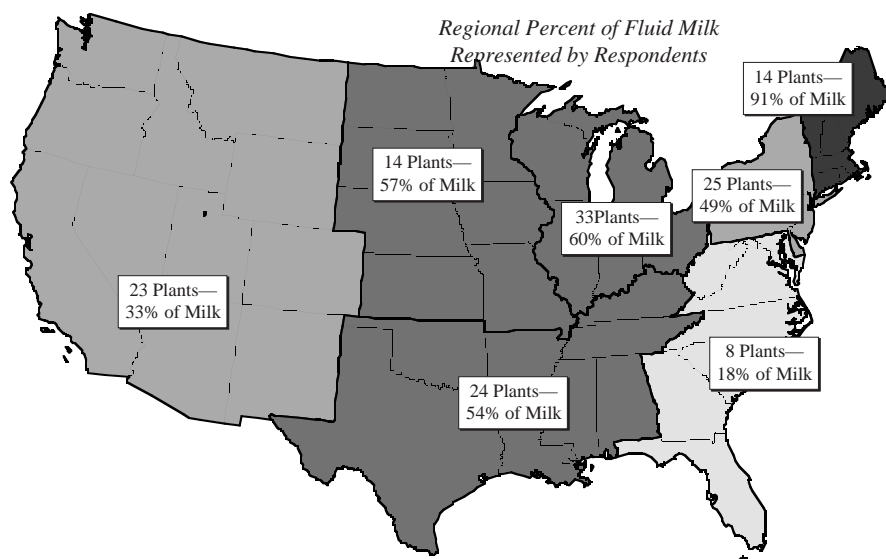 Regional Percent of Fluid Milk
Represented by Respondents
14 Plants—
91% of Milk
14 Plants—
57% of Milk
25 Plants—
49% of Milk
33Plants—
60% of Milk
23 Plants—
33% of Milk
8 Plants—
18% of Milk
24 Plants—
54% of Milk